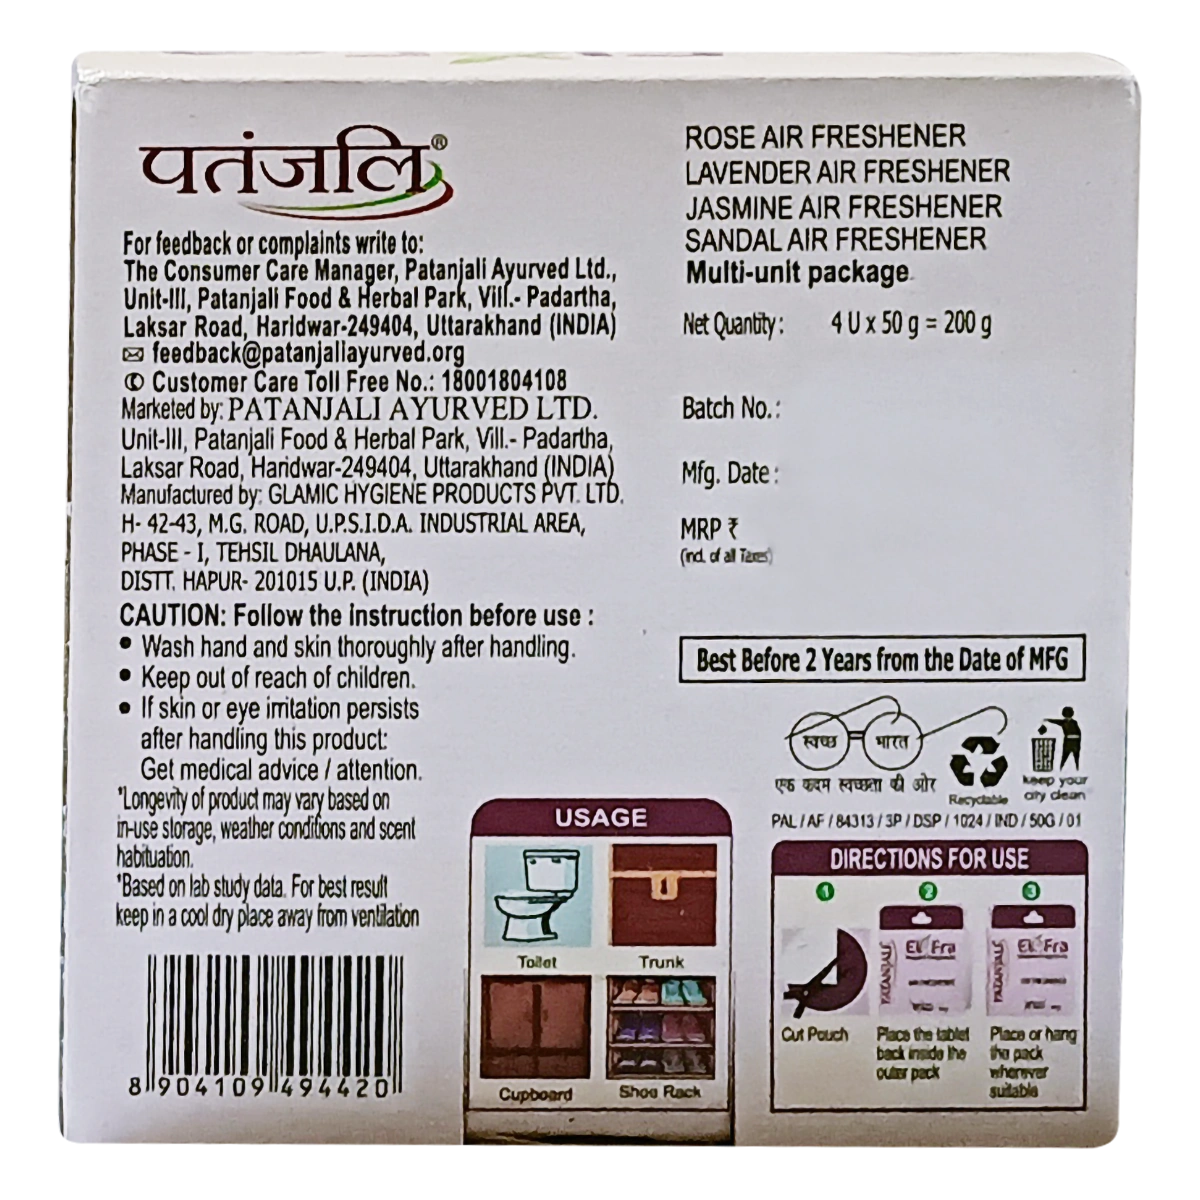 पतंजलि®
For feedback or complaints write to:
The Consumer Care Manager, Patanjali Ayurved Ltd.,
Unit-III, Patanjali Food & Herbal Park, Vill.- Padartha,
Laksar Road, Haridwar-249404, Uttarakhand (INDIA)
feedback@patanjaliayurved.org
Customer Care Toll Free No.: 18001804108
Marketed by: PATANJALI AYURVED LTD.
Unit-III, Patanjali Food & Herbal Park, Vill.- Padartha,
Laksar Road, Haridwar-249404, Uttarakhand (INDIA)
Manufactured by: GLAMIC HYGIENE PRODUCTS PVT. LTD.
H- 42-43, M.G. ROAD, U.P.S.I.D.A. INDUSTRIAL AREA,
PHASE - I, TEHSIL DHAULANA,
DISTT. HAPUR- 201015 U.P. (INDIA)
CAUTION: Follow the instruction before use :
• Wash hand and skin thoroughly after handling.
• Keep out of reach of children.
• If skin or eye irritation persists
after handling this product:
Get medical advice / attention.
*Longevity of product may vary based on
in-use storage, weather conditions and scent
habituation.
*Based on lab study data. For best result
keep in a cool dry place away from ventilation
8 904109 494420
ROSE AIR FRESHENER
LAVENDER AIR FRESHENER
JASMINE AIR FRESHENER
SANDAL AIR FRESHENER
Multi-unit package
Net Quantity: 4 U x 50 g = 200 g
Batch No.:
Mfg. Date :
MRP ₹
(incl. of all Taxes)
Best Before 2 Years from the Date of MFG
स्वच्छ भारत
एक कदम स्वच्छता की ओर
Recyclable
keep your
city clean
PAL / AF / 84313 / 3P / DSP / 1024 / IND / 50G / 01
USAGE
Toilet
Trunk
Cupboard
Shoe Rack
DIRECTIONS FOR USE
1 2 3
PATANJALI
El Fra
PATANJALI
El Fra
Cut Pouch
Place the tablet
back inside the
outer pack
Place or hang
the pack
wherever
suitable